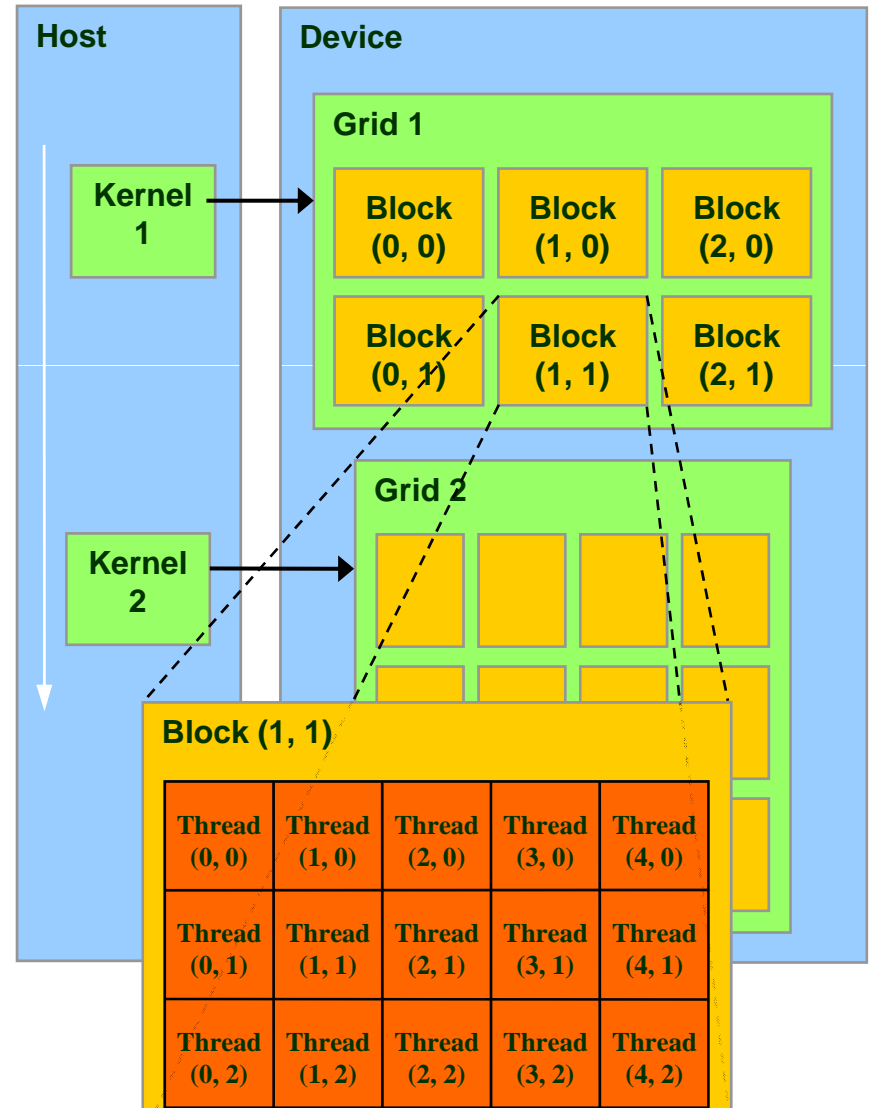 Host
Device
Grid 1
Kernel
1
Block
(0, 0)
Block
(1, 0)
Block
(2, 0)
Block
(0, 1)
Block
(1, 1)
Block
(2, 1)
Grid 2
Kernel
2
Block (1, 1)
Thread
(0, 0)
Thread
(1, 0)
Thread
(2, 0)
Thread
(3, 0)
Thread
(4, 0)
Thread
(0, 1)
Thread
(1, 1)
Thread
(2, 1)
Thread
(3, 1)
Thread
(4, 1)
Thread
(0, 2)
Thread
(1, 2)
Thread
(2, 2)
Thread
(3, 2)
Thread
(4, 2)